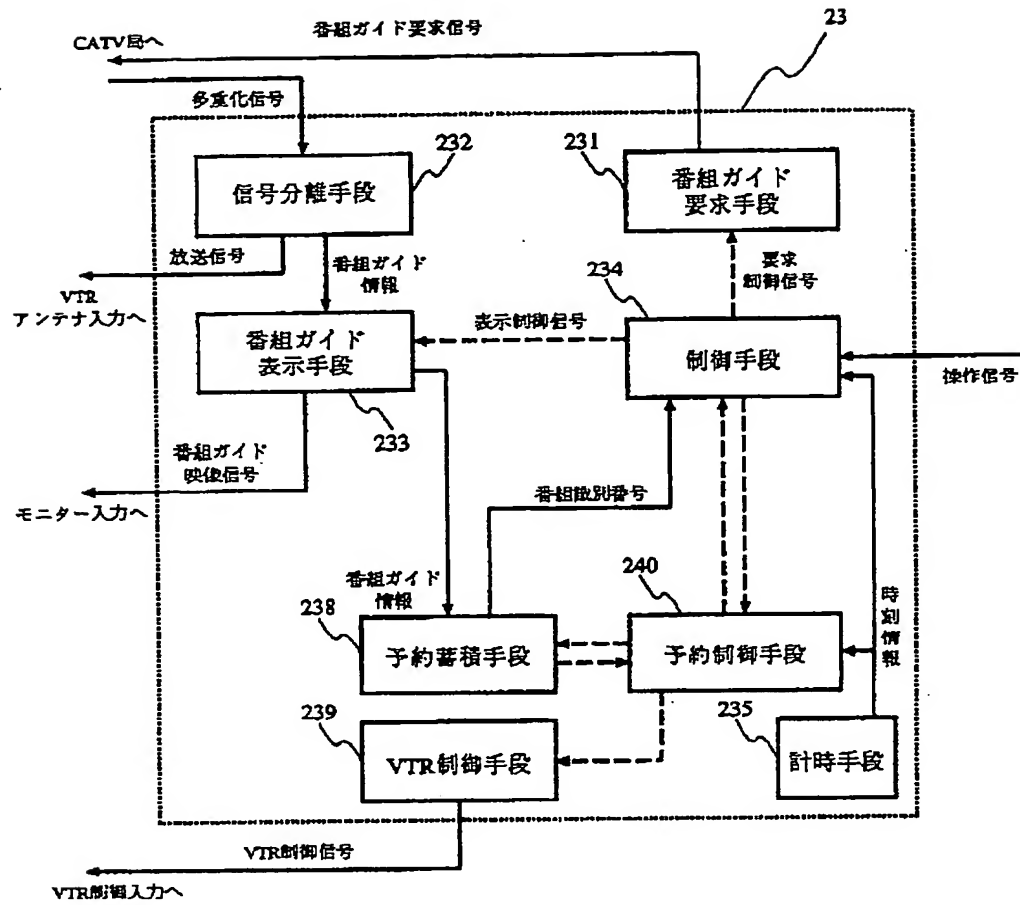 番組ガイド要求信号
23
CATV局へ
多重化信号
232
231
信号分離手段
番組ガイド
要求手段
放送信号
番組ガイド
情報
VTR
アンテナ入力へ
要求
制御信号
234
表示制御信号
番組ガイド
表示手段
制御手段
操作信号
233
番組ガイド
映像信号
モニター入力へ
番組識別番号
番組ガイド
情報
240
238
時刻情報
予約蓄積手段
予約制御手段
239
235
VTR制御手段
計時手段
VTR制御信号
VTR制御入力へ